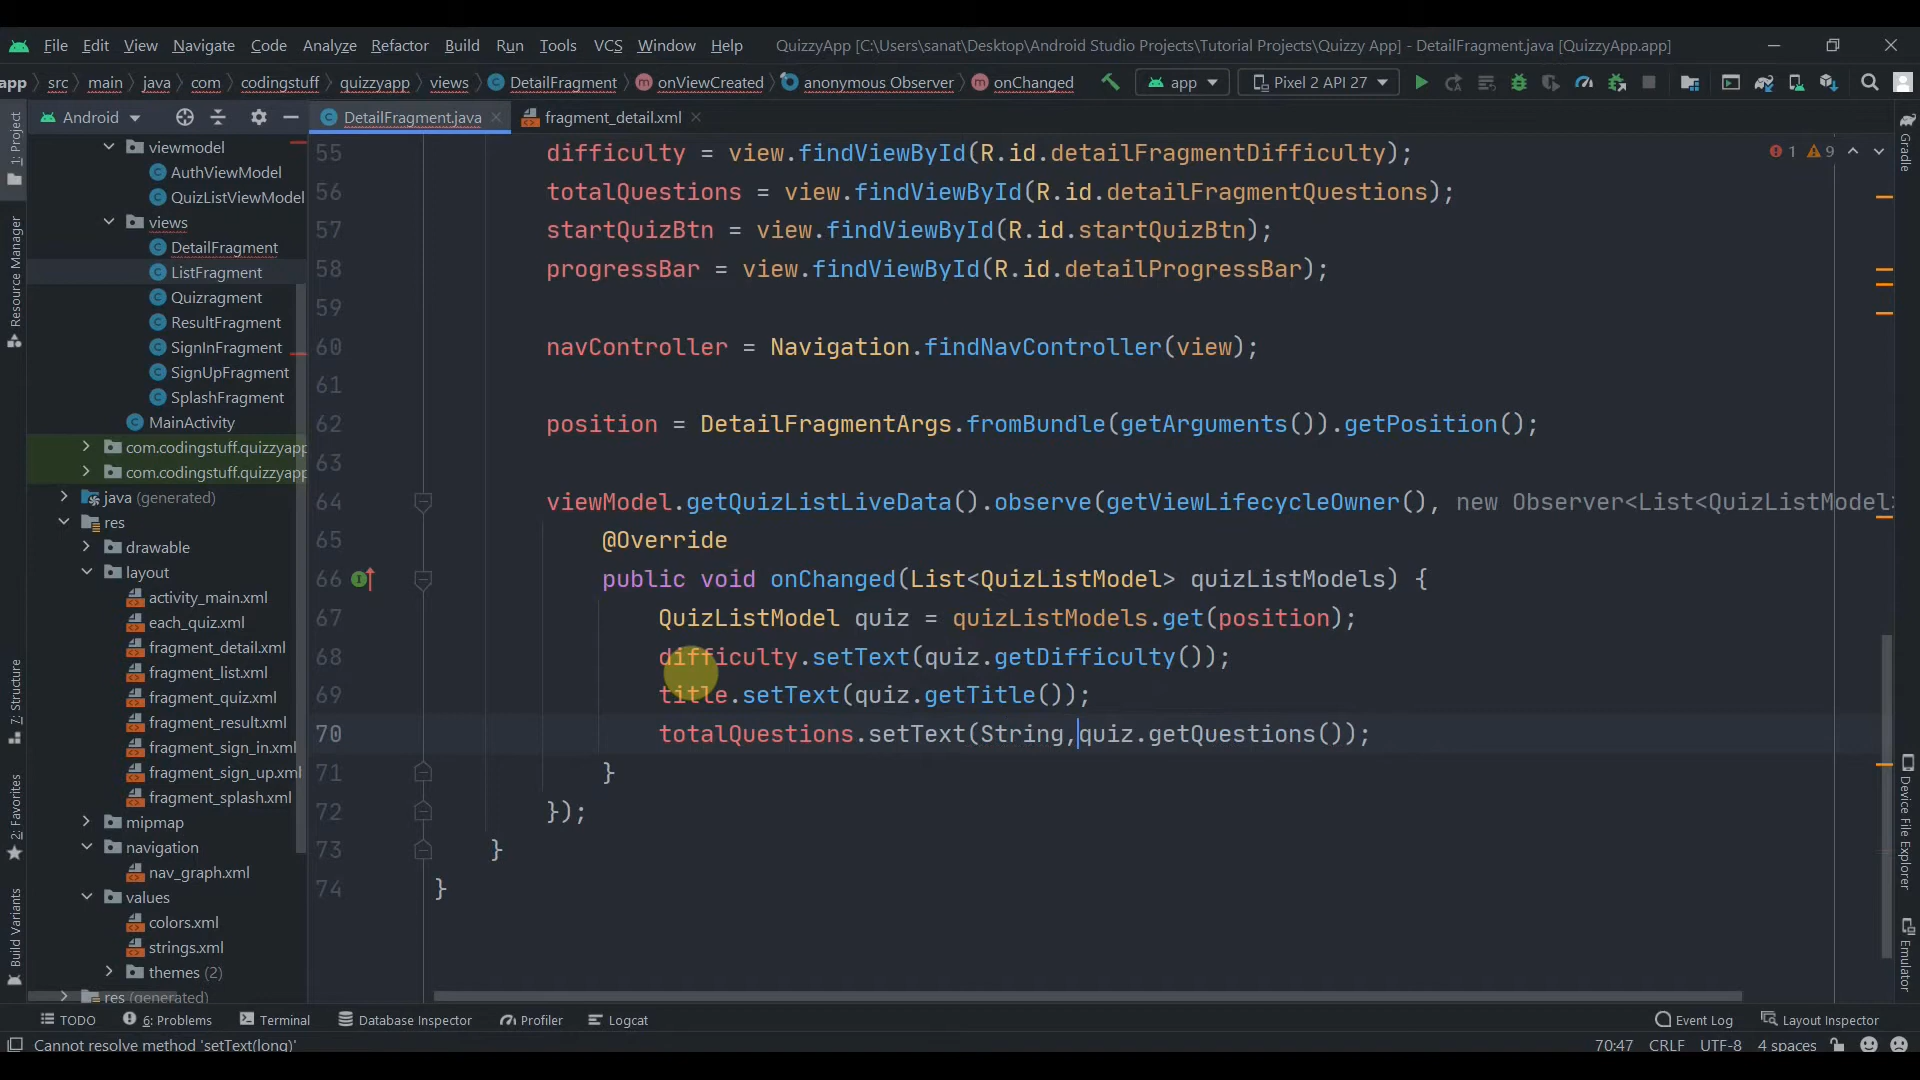 File Edit View Navigate Code Analyze Refactor Build Run Tools VCS Window Help QuizzyApp [C:\Users\sanat\Desktop\Android Studio Projects\Tutorial Projects\Quizzy App] - DetailFragment.java [QuizzyApp.app]
app src main java com codingstuff quizzyapp views DetailFragment onViewCreated anonymous Observer onChanged app Pixel 2 API 27
Android DetailFragment.java fragment_detail.xml
1: Project
Resource Manager
7: Structure
2: Favorites
Build Variants
viewmodel
AuthViewModel
QuizListViewModel
views
DetailFragment
ListFragment
Quizragment
ResultFragment
SignInFragment
SignUpFragment
SplashFragment
MainActivity
com.codingstuff.quizzyapp
com.codingstuff.quizzyapp
java (generated)
res
drawable
layout
activity_main.xml
each_quiz.xml
fragment_detail.xml
fragment_list.xml
fragment_quiz.xml
fragment_result.xml
fragment_sign_in.xml
fragment_sign_up.xml
fragment_splash.xml
mipmap
navigation
nav_graph.xml
values
colors.xml
strings.xml
themes (2)
res (generated)
1 9
55 difficulty = view.findViewById(R.id.detailFragmentDifficulty);
56 totalQuestions = view.findViewById(R.id.detailFragmentQuestions);
57 startQuizBtn = view.findViewById(R.id.startQuizBtn);
58 progressBar = view.findViewById(R.id.detailProgressBar);
59
60 navController = Navigation.findNavController(view);
61
62 position = DetailFragmentArgs.fromBundle(getArguments()).getPosition();
63
64 viewModel.getQuizListLiveData().observe(getViewLifecycleOwner(), new Observer<List<QuizListModel>
65 @Override
66 public void onChanged(List<QuizListModel> quizListModels) {
67 QuizListModel quiz = quizListModels.get(position);
68 difficulty.setText(quiz.getDifficulty());
69 title.setText(quiz.getTitle());
70 totalQuestions.setText(String,quiz.getQuestions());
71 }
72 });
73 }
74 }
Gradle
Device File Explorer
Emulator
TODO 6: Problems Terminal Database Inspector Profiler Logcat Event Log Layout Inspector
Cannot resolve method 'setText(long)' 70:47 CRLF UTF-8 4 spaces